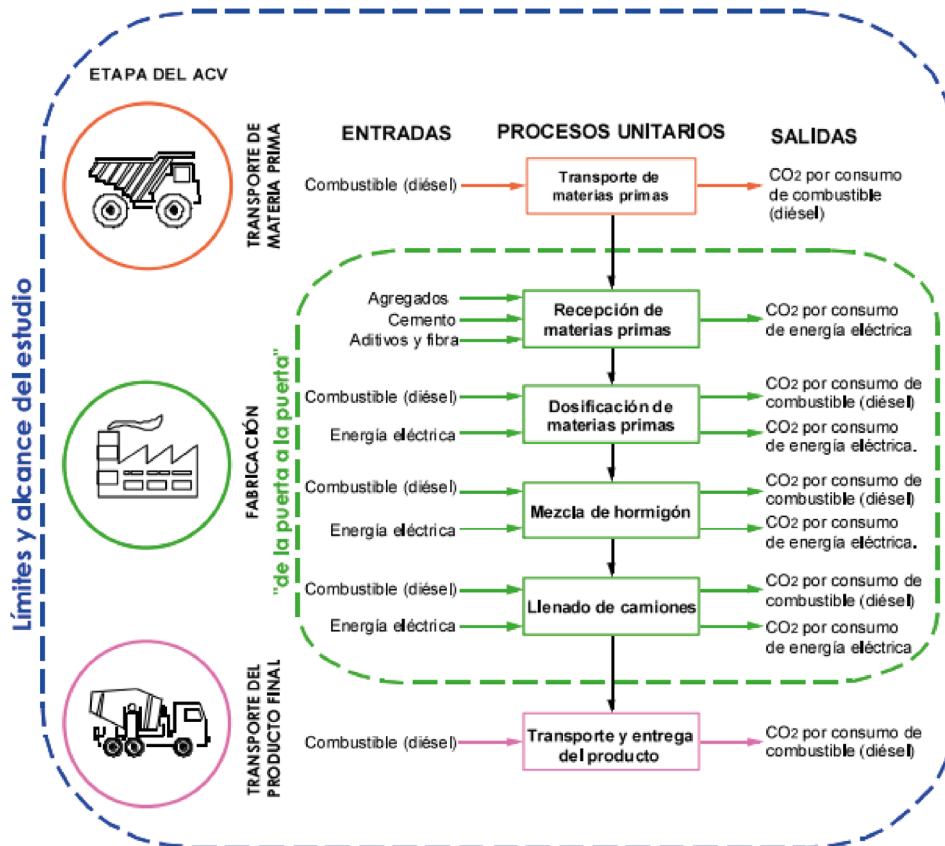 ETAPA DEL ACV
ENTRADAS
PROCESOS UNITARIOS
SALIDAS
Límites y alcance del estudio
TRANSPORTE DE
MATERIA PRIMA
Combustible (diésel)
Transporte de
materias primas
CO2 por consumo
de combustible
(diésel)
FABRICACIÓN
"de la puerta a la puerta"
Agregados
Cemento
Aditivos y fibra
Recepción de
materias primas
CO2 por consumo
de energía eléctrica
Combustible (diésel)
Energía eléctrica
Dosificación de
materias primas
CO2 por consumo de
combustible (diésel)
CO2 por consumo
de energía eléctrica.
Combustible (diésel)
Energía eléctrica
Mezcla de hormigón
CO2 por consumo de
combustible (diésel)
CO2 por consumo
de energía eléctrica.
Combustible (diésel)
Energía eléctrica
Llenado de camiones
CO2 por consumo de
combustible (diésel)
CO2 por consumo
de energía eléctrica
TRANSPORTE DEL
PRODUCTO FINAL
Combustible (diésel)
Transporte y entrega
del producto
CO2 por consumo de
combustible (diésel)